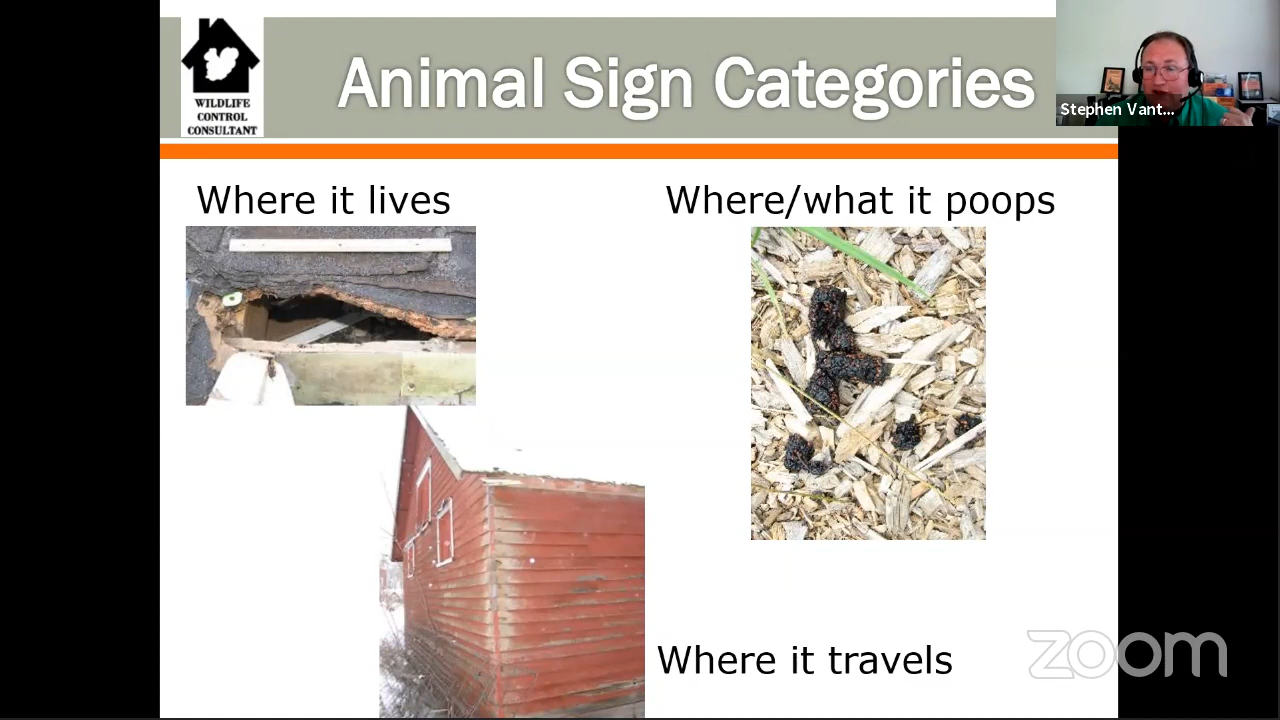 WILDLIFE
CONTROL
CONSULTANT
Animal Sign Categories
Stephen Vant...
Where it lives
Where/what it poops
Where it travels
zoom